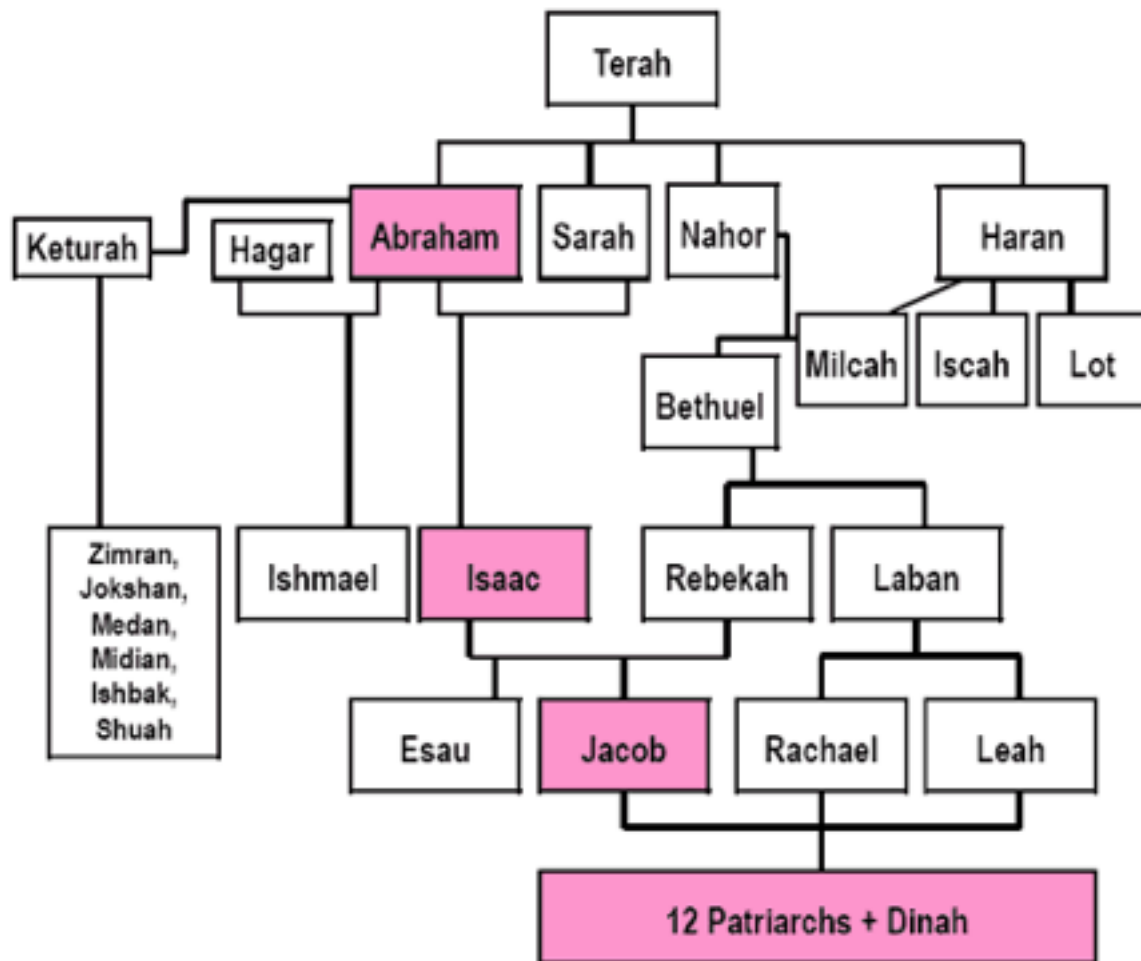 Terah
Keturah
Hagar
Abraham
Sarah
Nahor
Haran
Milcah
Iscah
Lot
Bethuel
Zimran,
Jokshan,
Medan,
Midian,
Ishbak,
Shuah
Ishmael
Isaac
Rebekah
Laban
Esau
Jacob
Rachael
Leah
12 Patriarchs + Dinah